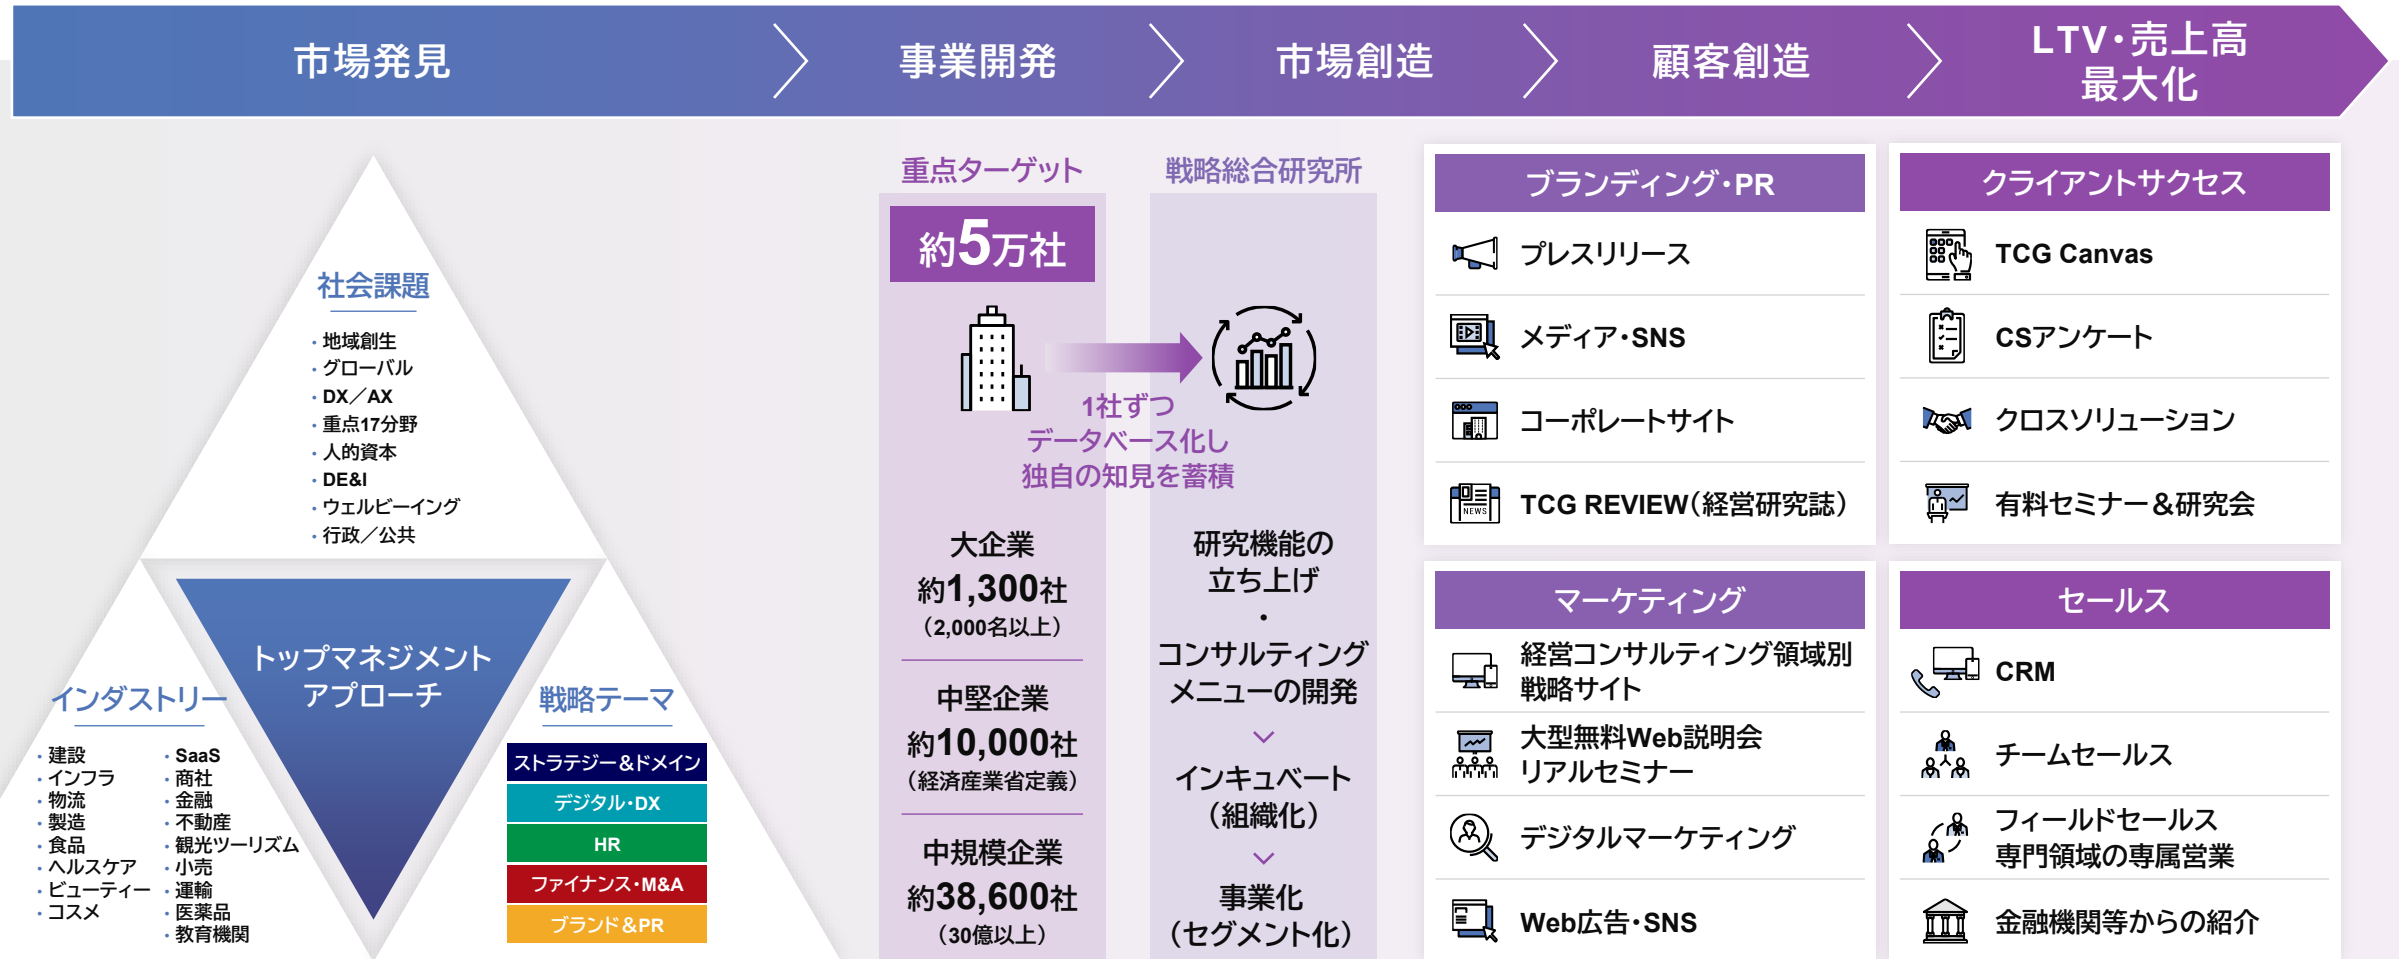 市場発見
事業開発
市場創造
顧客創造
LTV・売上高
最大化
社会課題
・地域創生
・グローバル
・DX／AX
・重点17分野
・人的資本
・DE&I
・ウェルビーイング
・行政／公共
トップマネジメント
アプローチ
インダストリー
・建設
・インフラ
・物流
・製造
・食品
・ヘルスケア
・ビューティー
・コスメ
・SaaS
・商社
・金融
・不動産
・観光ツーリズム
・小売
・運輸
・医薬品
・教育機関
戦略テーマ
ストラテジー&ドメイン
デジタル・DX
HR
ファイナンス・M&A
ブランド&PR
重点ターゲット
約5万社
戦略総合研究所
1社ずつ
データベース化し
独自の知見を蓄積
大企業
約1,300社
（2,000名以上）
中堅企業
約10,000社
（経済産業省定義）
中規模企業
約38,600社
（30億以上）
研究機能の
立ち上げ
・
コンサルティング
メニューの開発
インキュベート
（組織化）
事業化
（セグメント化）
ブランディング・PR
プレスリリース
メディア・SNS
コーポレートサイト
NEWS
TCG REVIEW（経営研究誌）
マーケティング
経営コンサルティング領域別
戦略サイト
大型無料Web説明会
リアルセミナー
デジタルマーケティング
Web広告・SNS
クライアントサクセス
TCG Canvas
CSアンケート
クロスソリューション
有料セミナー&研究会
セールス
CRM
チームセールス
フィールドセールス
専門領域の専属営業
金融機関等からの紹介